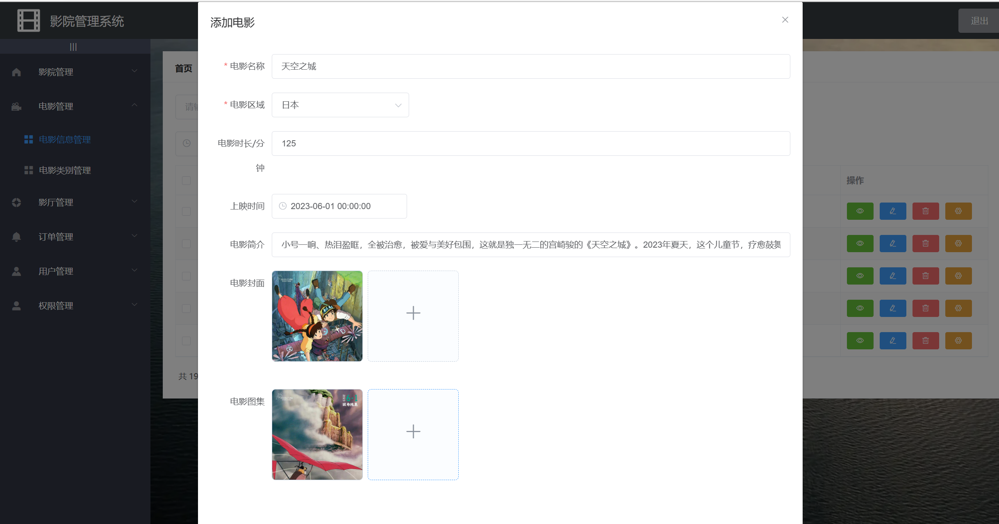 影院管理系统
退出
|||
影院管理
电影管理
电影信息管理
电影类别管理
影厅管理
订单管理
用户管理
权限管理
首页
请输
操作
共 19
添加电影
* 电影名称
天空之城
* 电影区域
日本
电影时长/分
钟
125
上映时间
2023-06-01 00:00:00
电影简介
小号一响、热泪盈眶，全被治愈，被爱与美好包围，这就是独一无二的宫崎骏的《天空之城》。2023年夏天，这个儿童节，疗愈鼓舞
电影封面
D
电影图集
2023 6·1
因为纯真